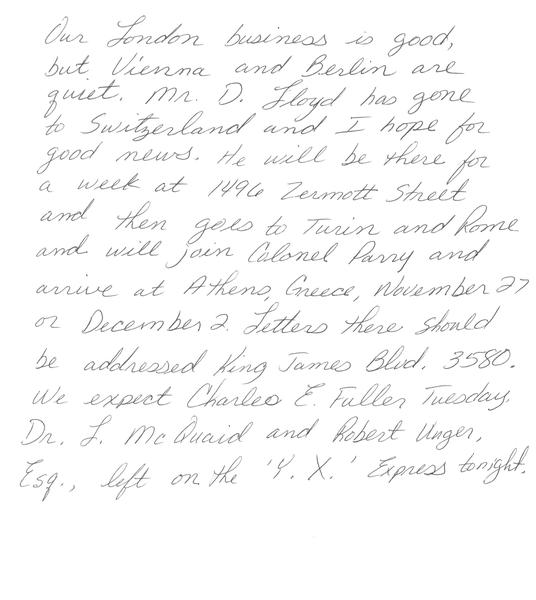 Our London business is good,
but Vienna and Berlin are
quiet. Mr. D. Lloyd has gone
to Switzerland and I hope for
good news. He will be there for
a week at 1496 Zermott Street
and then goes to Turin and Rome
and will join Colonel Parry and
arrive at Athens, Greece, November 27
or December 2. Letters there should
be addressed King James Blvd. 3580.
We expect Charles E. Fuller Tuesday.
Dr. L. McQuaid and Robert Unger,
Esq., left on the 'Y. X.' Express tonight.